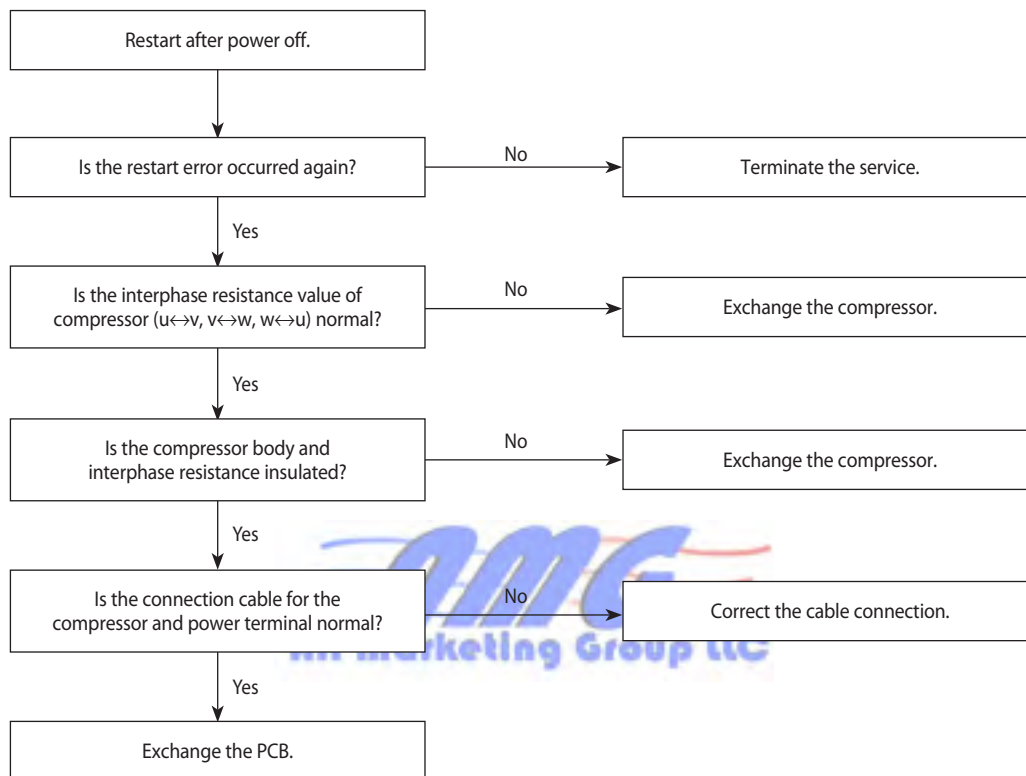 Restart after power off.
Is the restart error occurred again?
No
Terminate the service.
Yes
Is the interphase resistance value of
compressor (u↔v, v↔w, w↔u) normal?
No
Exchange the compressor.
Yes
Is the compressor body and
interphase resistance insulated?
No
Exchange the compressor.
Yes
AMG
Marketing Group LLC
Is the connection cable for the
compressor and power terminal normal?
No
Correct the cable connection.
Yes
Exchange the PCB.